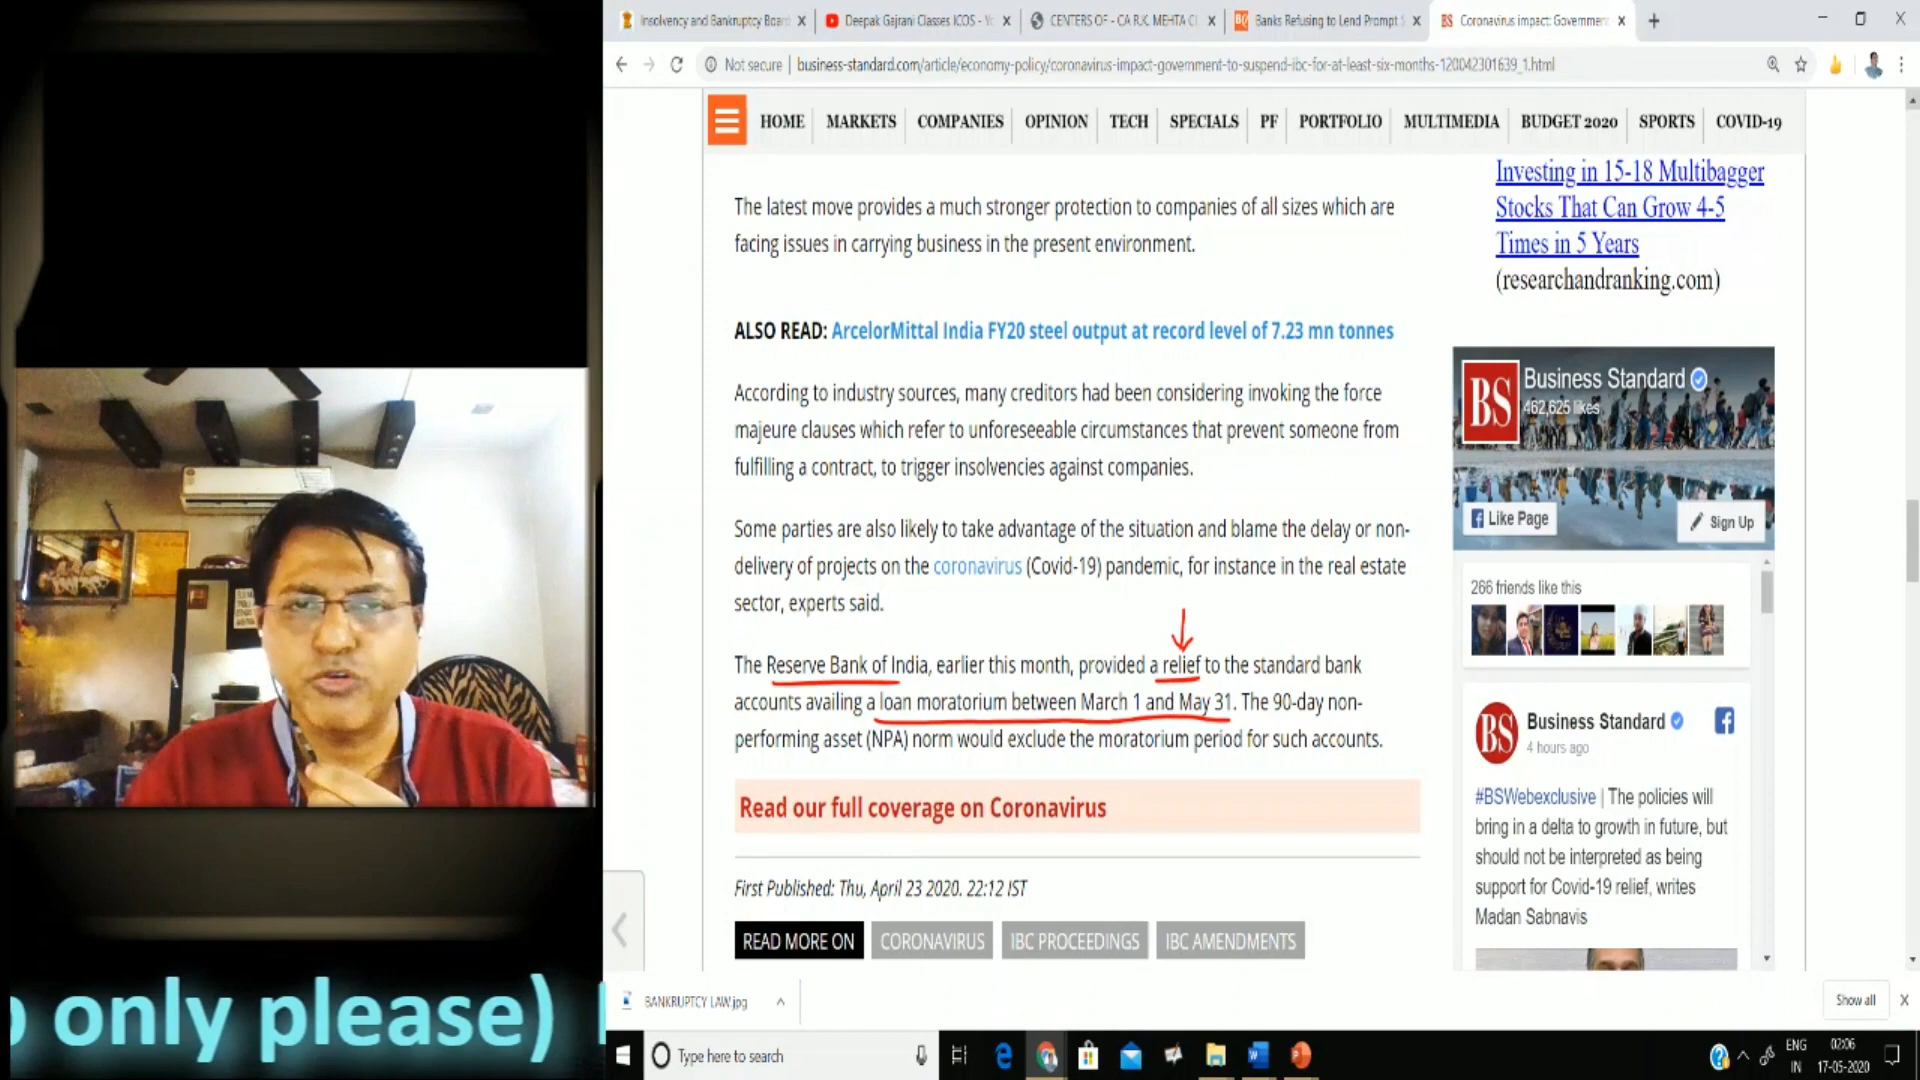 Insolvency and Bankruptcy Board
Deepak Gajrani Classes ICOS - Yo
CENTERS OF - CA R.K. MEHTA Cl
Banks Refusing to Lend Prompt S
BS Coronavirus impact: Governmen
Not secure | business-standard.com/article/economy-policy/coronavirus-impact-government-to-suspend-ibc-for-at-least-six-months-120042301639_1.html
HOME MARKETS COMPANIES OPINION TECH SPECIALS PF PORTFOLIO MULTIMEDIA BUDGET 2020 SPORTS COVID-19
The latest move provides a much stronger protection to companies of all sizes which are
facing issues in carrying business in the present environment.
ALSO READ: ArcelorMittal India FY20 steel output at record level of 7.23 mn tonnes
According to industry sources, many creditors had been considering invoking the force
majeure clauses which refer to unforeseeable circumstances that prevent someone from
fulfilling a contract, to trigger insolvencies against companies.
Some parties are also likely to take advantage of the situation and blame the delay or non-
delivery of projects on the coronavirus (Covid-19) pandemic, for instance in the real estate
sector, experts said.
The Reserve Bank of India, earlier this month, provided a relief to the standard bank
accounts availing a loan moratorium between March 1 and May 31. The 90-day non-
performing asset (NPA) norm would exclude the moratorium period for such accounts.
Read our full coverage on Coronavirus
First Published: Thu, April 23 2020. 22:12 IST
READ MORE ON CORONAVIRUS IBC PROCEEDINGS IBC AMENDMENTS
Investing in 15-18 Multibagger
Stocks That Can Grow 4-5
Times in 5 Years
(researchandranking.com)
BS
Business Standard
462,625 likes
Like Page
Sign Up
266 friends like this
BS
Business Standard
4 hours ago
#BSWebexclusive | The policies will
bring in a delta to growth in future, but
should not be interpreted as being
support for Covid-19 relief, writes
Madan Sabnavis
only please)
BANKRUPTCY LAW.jpg
Show all
Type here to search
ENG
IN
02:06
17-05-2020